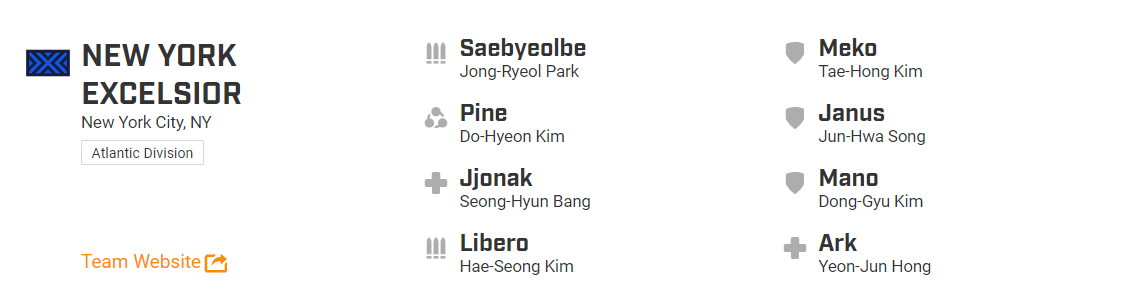 NEW YORK
EXCELSIOR
New York City, NY
Atlantic Division
Team Website
Saebyeolbe
Jong-Ryeol Park
Pine
Do-Hyeon Kim
Jjonak
Seong-Hyun Bang
Libero
Hae-Seong Kim
Meko
Tae-Hong Kim
Janus
Jun-Hwa Song
Mano
Dong-Gyu Kim
Ark
Yeon-Jun Hong